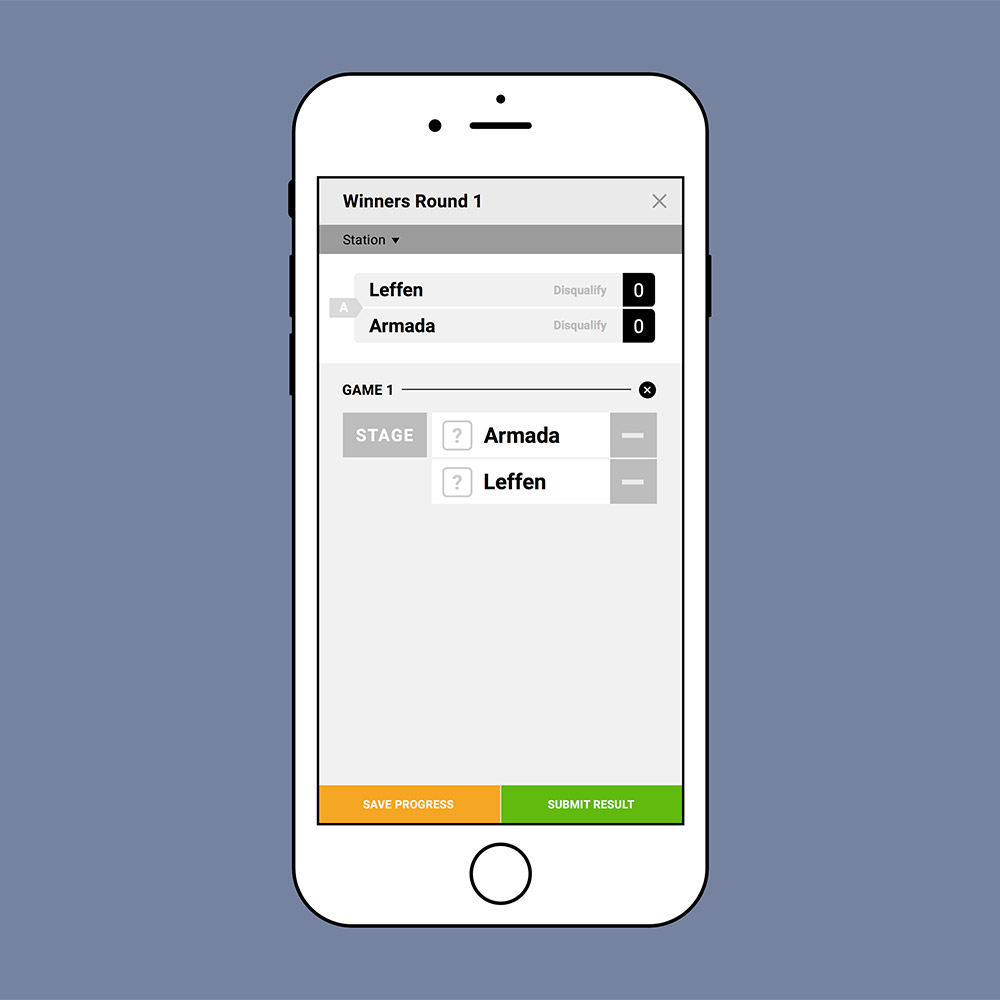 Winners Round 1
Station
Leffen Disqualify 0
A
Armada Disqualify 0
GAME 1
STAGE ? Armada
? Leffen
SAVE PROGRESS SUBMIT RESULT